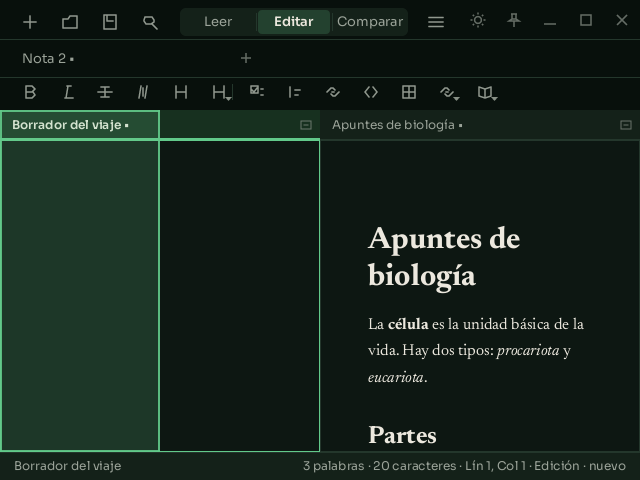 Leer Editar Comparar
Nota 2 •
Borrador del viaje •
Apuntes de biología •
Apuntes de
biología
La célula es la unidad básica de la
vida. Hay dos tipos: procariota y
eucariota.
Partes
Borrador del viaje
3 palabras · 20 caracteres · Lín 1, Col 1 · Edición · nuevo